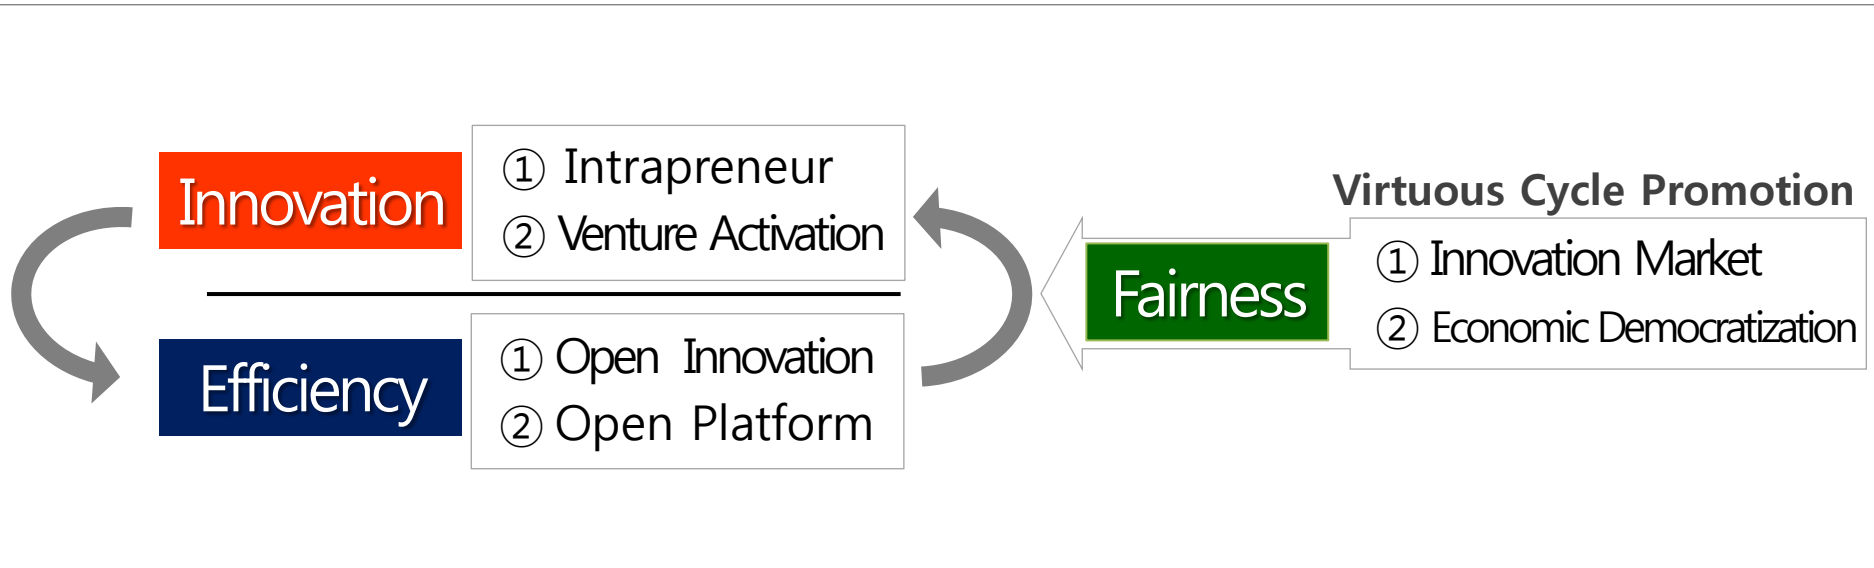 Innovation
① Intrapreneur
② Venture Activation
Efficiency
① Open Innovation
② Open Platform
Virtuous Cycle Promotion
Fairness
① Innovation Market
② Economic Democratization